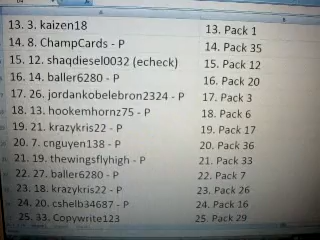 13. 3. kaizen18 13. Pack 1
14. 8. ChampCards - P 14. Pack 35
15. 12. shaqdiesel0032 (echeck) 15. Pack 12
16. 14. baller6280 - P 16. Pack 20
17. 26. jordankobelebron2324 - P 17. Pack 3
18. 13. hookemhornz75 - P 18. Pack 6
19. 21. krazykris22 - P 19. Pack 17
20. 7. cnguyen138 - P 20. Pack 36
21. 19. thewingsflyhigh - P 21. Pack 33
22. 27. baller6280 - P 22. Pack 7
23. 18. krazykris22 - P 23. Pack 26
24. 20. cshelb34687 - P 24. Pack 16
25. 33. Copywrite123 25. Pack 29